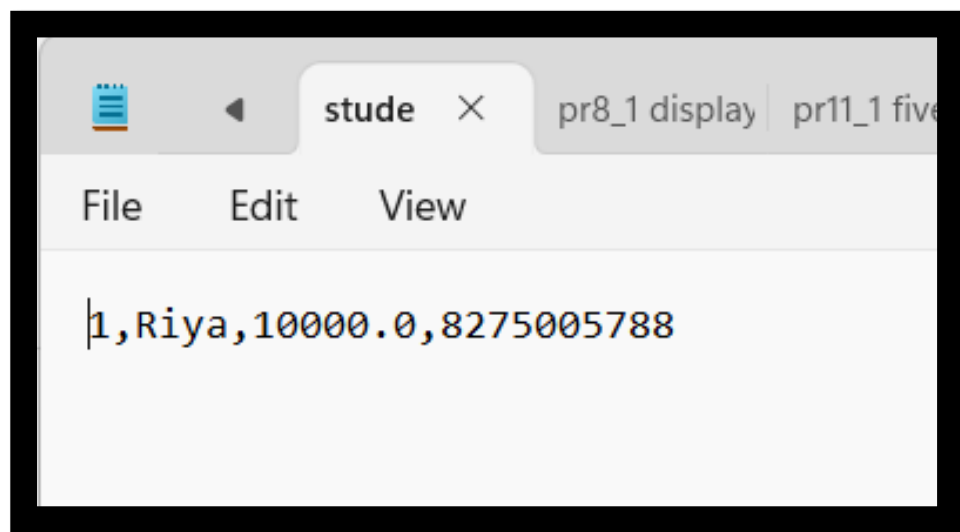 stude
pr8_1 display
pr11_1 five
File Edit View
1,Riya,10000.0,8275005788